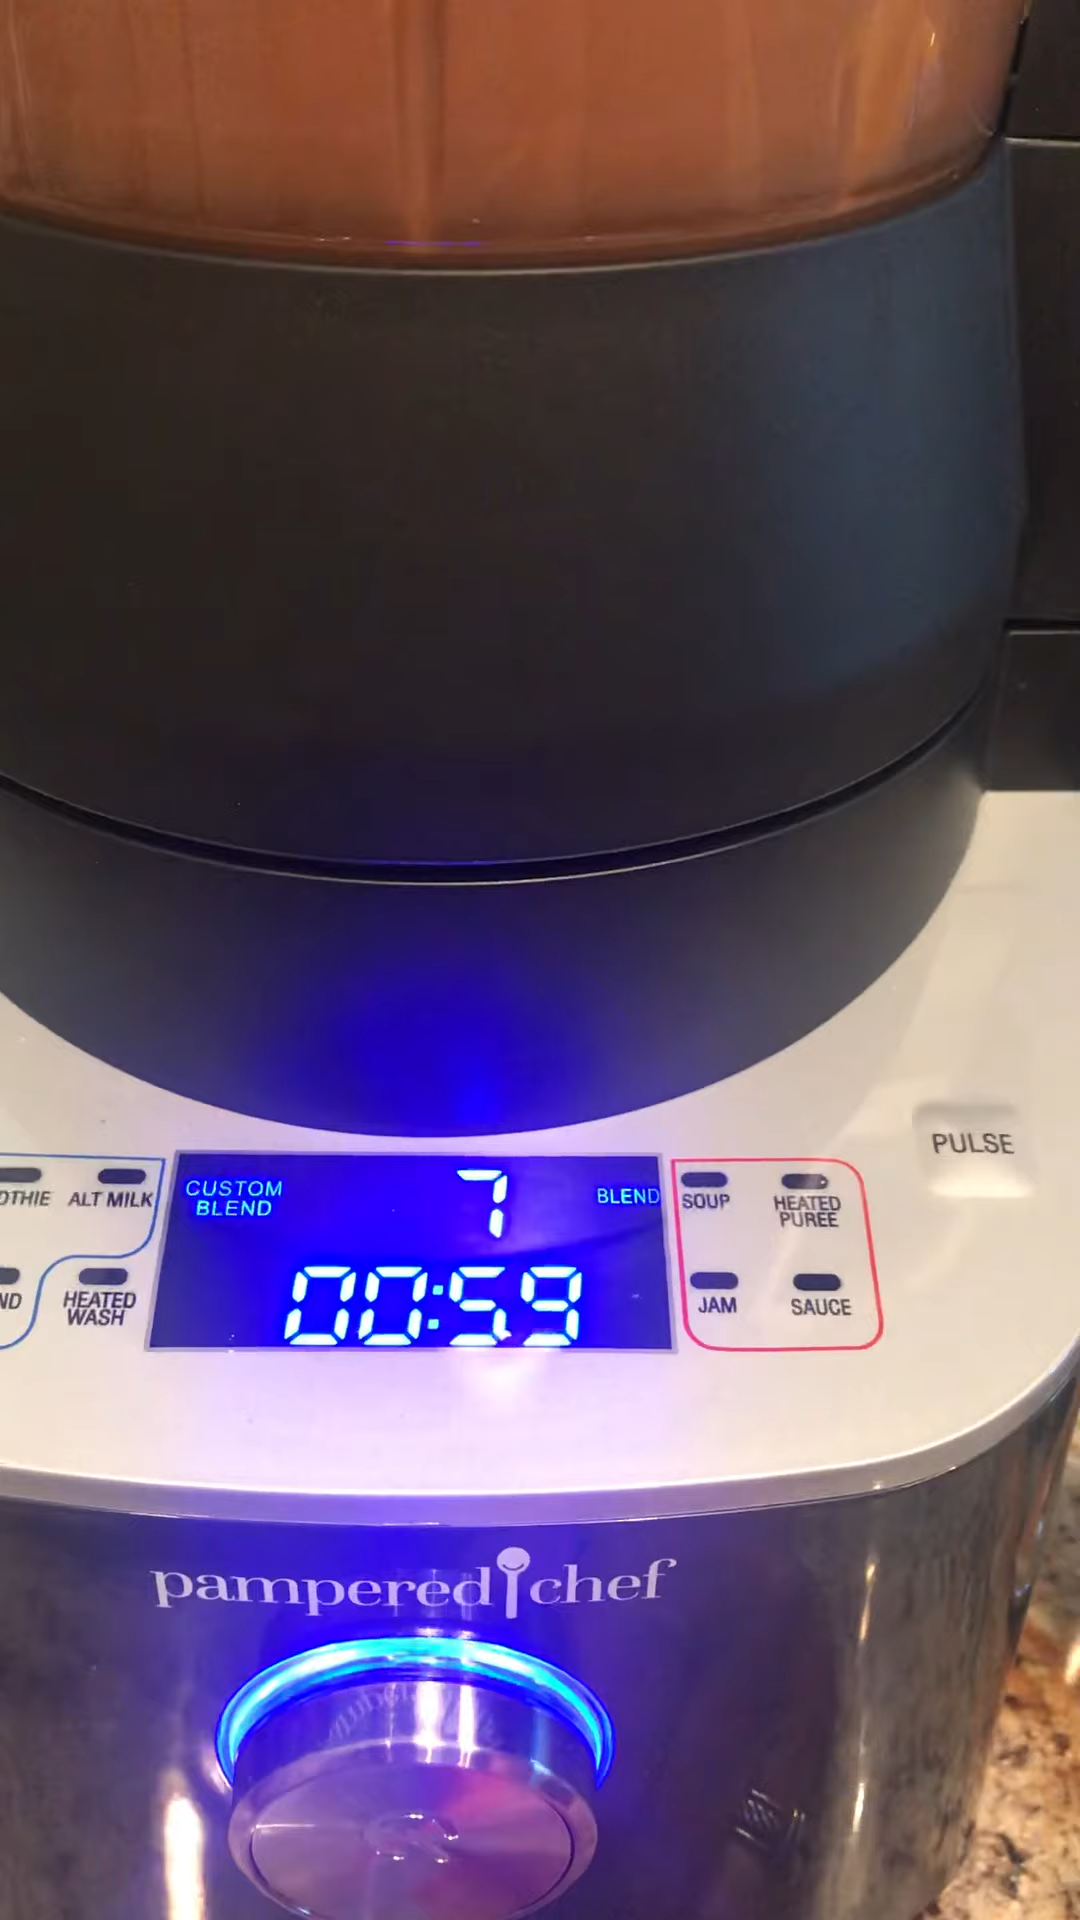 PULSE
OTHIE
ALT MILK
CUSTOM
BLEND
7
BLEND
SOUP
HEATED
PUREE
ND
HEATED
WASH
00:59
JAM
SAUCE
pampered chef